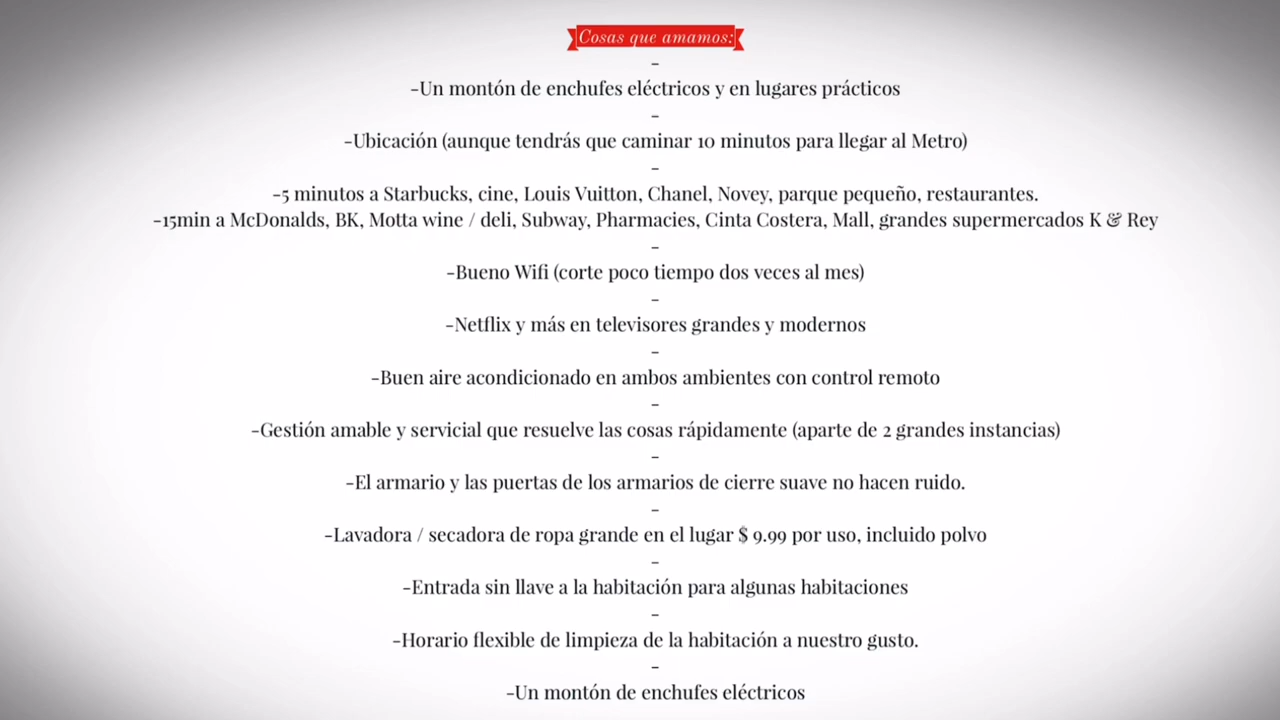 Cosas que amamos:
-
-Un montón de enchufes eléctricos y en lugares prácticos
-
-Ubicación (aunque tendrás que caminar 10 minutos para llegar al Metro)
-
-5 minutos a Starbucks, cine, Louis Vuitton, Chanel, Novey, parque pequeño, restaurantes.
-15min a McDonalds, BK, Motta wine / deli, Subway, Pharmacies, Cinta Costera, Mall, grandes supermercados K & Rey
-
-Bueno Wifi (corte poco tiempo dos veces al mes)
-
-Netflix y más en televisores grandes y modernos
-
-Buen aire acondicionado en ambos ambientes con control remoto
-
-Gestión amable y servicial que resuelve las cosas rápidamente (aparte de 2 grandes instancias)
-
-El armario y las puertas de los armarios de cierre suave no hacen ruido.
-
-Lavadora / secadora de ropa grande en el lugar $ 9.99 por uso, incluido polvo
-
-Entrada sin llave a la habitación para algunas habitaciones
-
-Horario flexible de limpieza de la habitación a nuestro gusto.
-
-Un montón de enchufes eléctricos